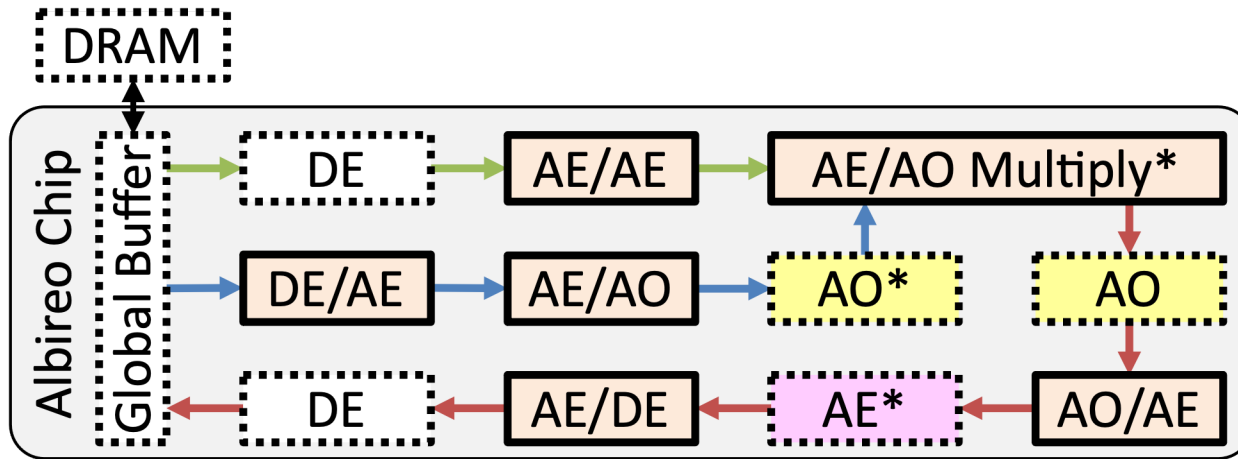 DRAM
Albireo Chip
Global Buffer
DE
AE/AE
AE/AO Multiply*
DE/AE
AE/AO
AO*
AO
DE
AE/DE
AE*
AO/AE